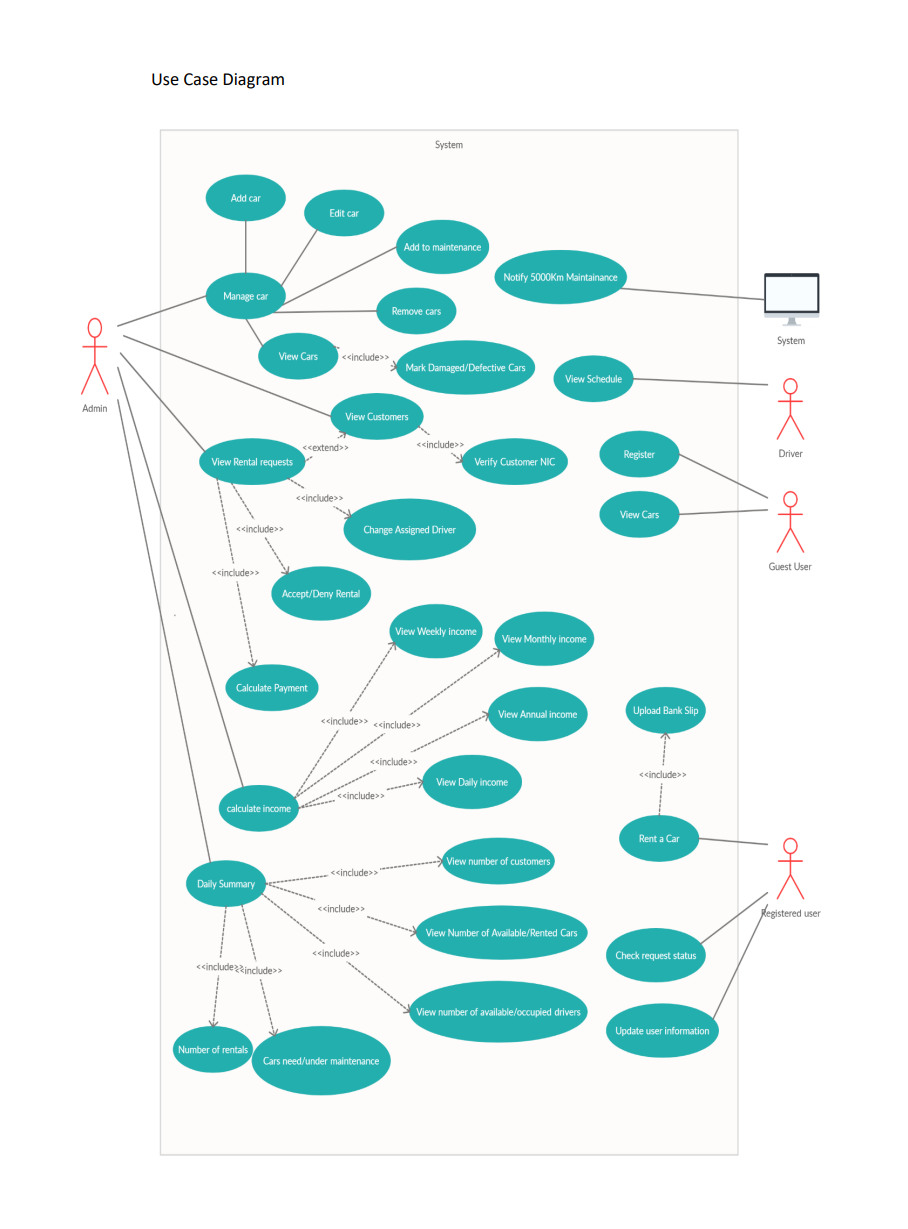 Use Case Diagram
System
Add car
Edit car
Add to maintenance
Notify 5000Km Maintainance
Manage car
Remove cars
System
View Cars
<<include>>
Mark Damaged/Defective Cars
View Schedule
Admin
View Customers
<<extend>>
<<include>>
Driver
View Rental requests
Verify Customer NIC
Register
<<include>>
View Cars
<<include>>
Change Assigned Driver
Guest User
<<include>>
Accept/Deny Rental
View Weekly income
View Monthly income
Calculate Payment
Upload Bank Slip
View Annual income
<<include>>
<<include>>
<<include>>
<<include>>
View Daily income
<<include>>
calculate income
Rent a Car
View number of customers
<<include>>
Daily Summary
<<include>>
Registered user
View Number of Available/Rented Cars
<<include>>
Check request status
<<include>>
<<include>>
View number of available/occupied drivers
Update user information
Number of rentals
Cars need/under maintenance